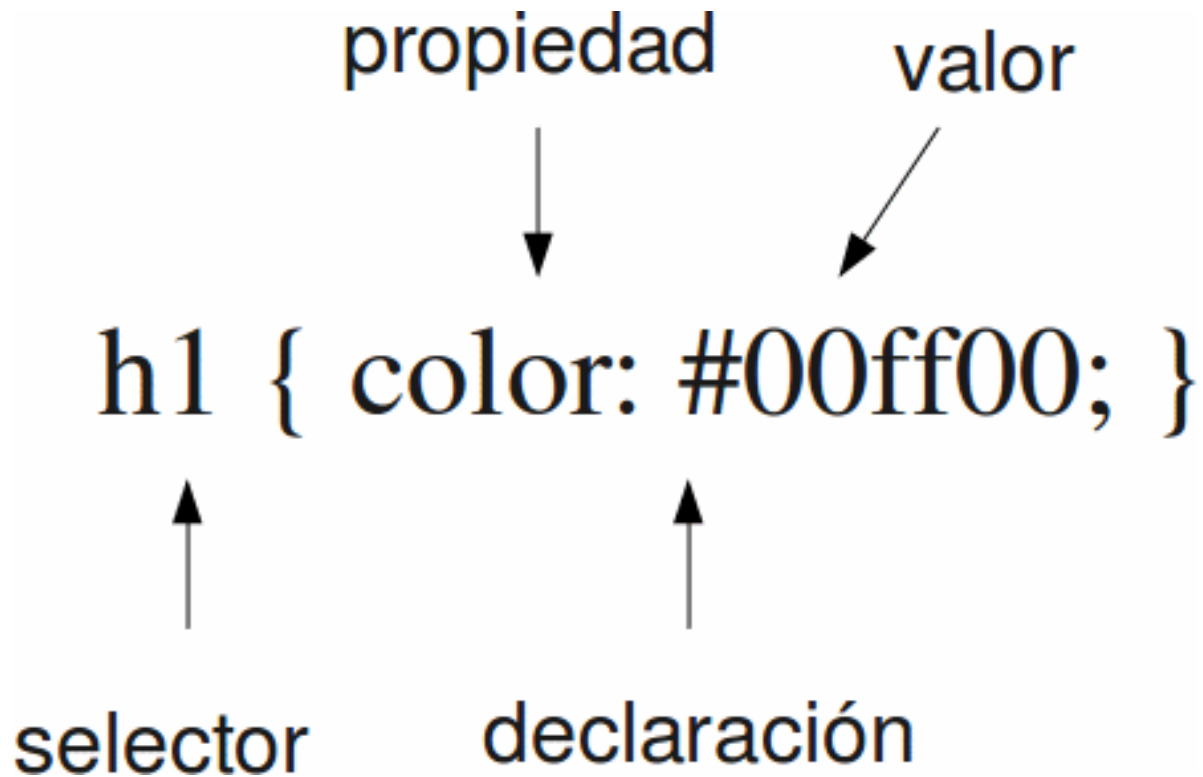 propiedad valor
h1 { color: #00ff00; }
selector declaración